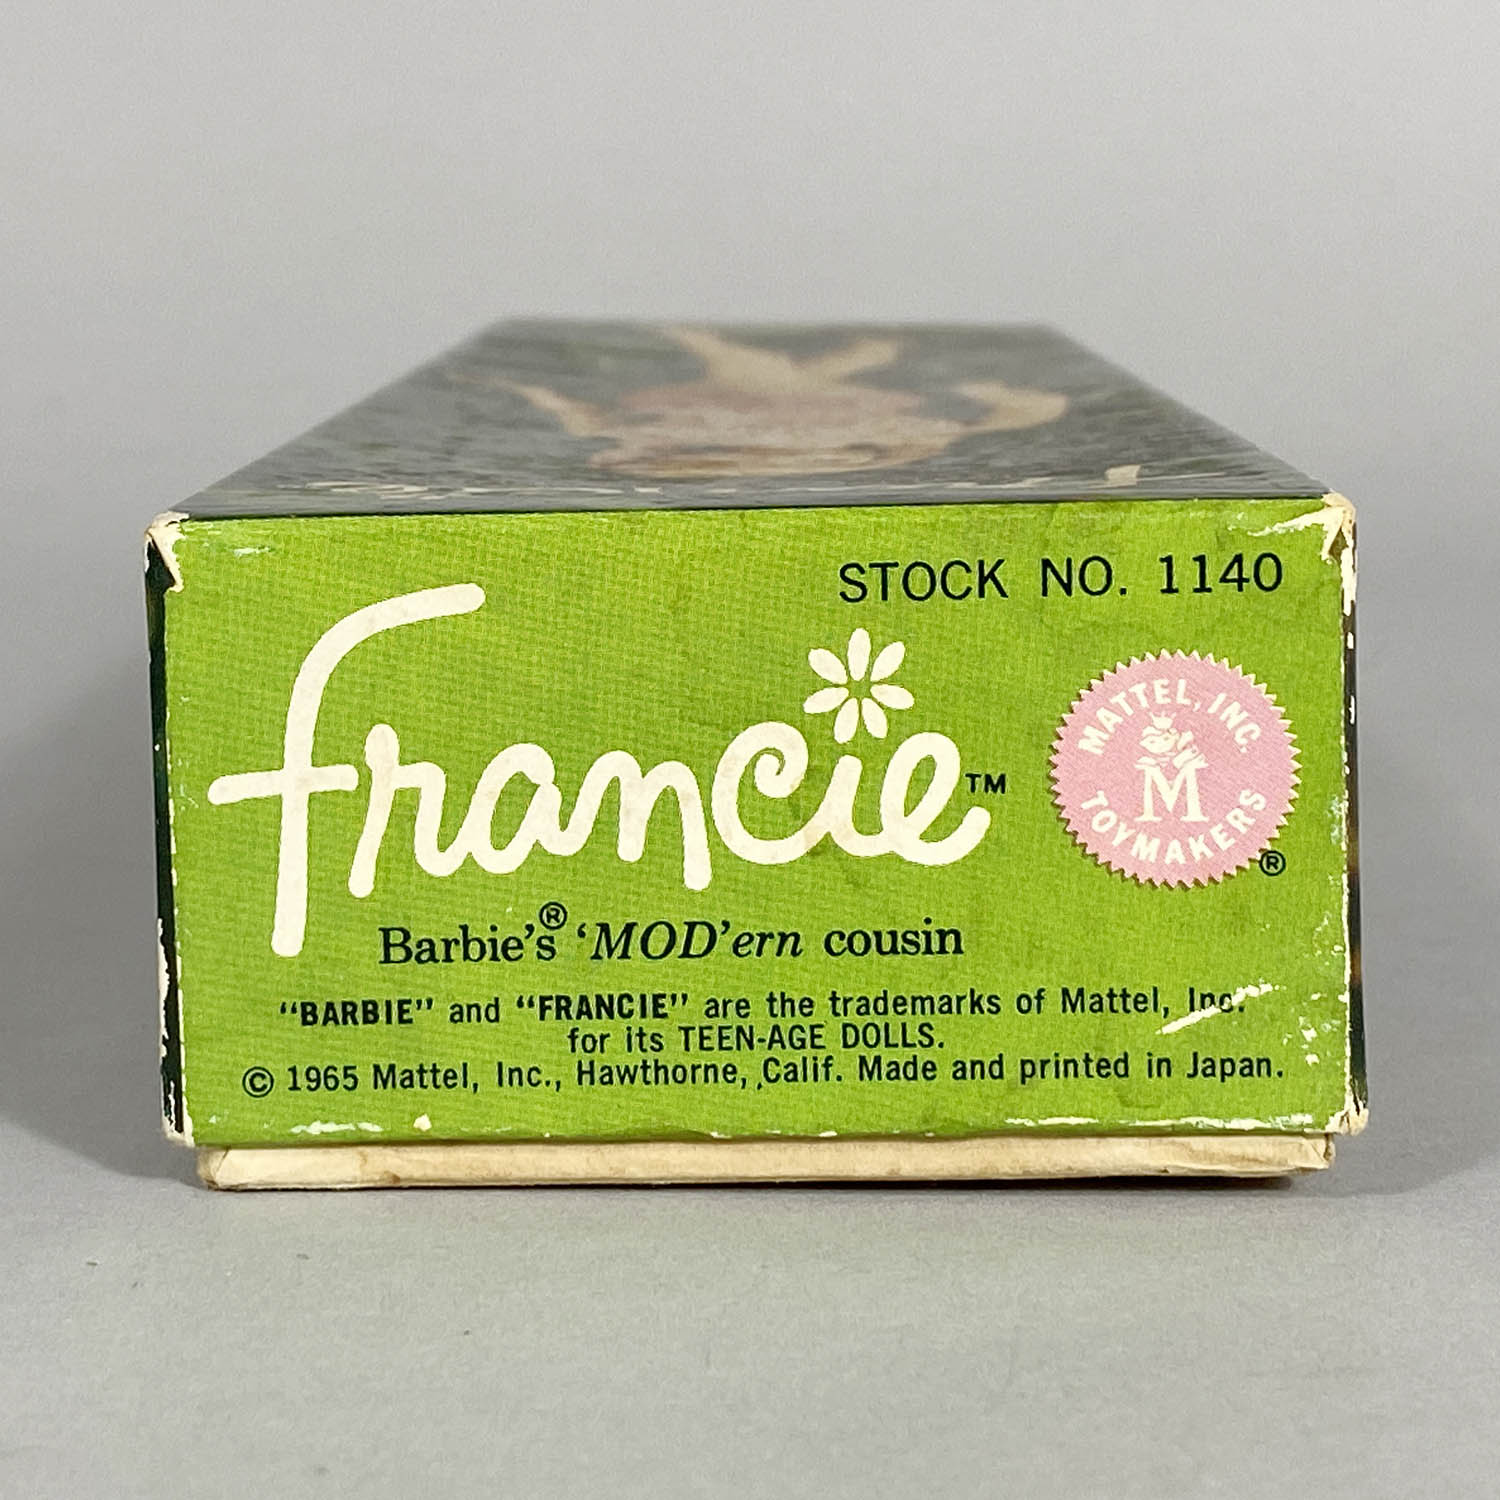 STOCK NO. 1140
Francie™
MATTEL, INC.
M
TOYMAKERS
®
Barbie's® 'MOD'ern cousin
"BARBIE" and "FRANCIE" are the trademarks of Mattel, Inc.
for its TEEN-AGE DOLLS.
© 1965 Mattel, Inc., Hawthorne, Calif. Made and printed in Japan.